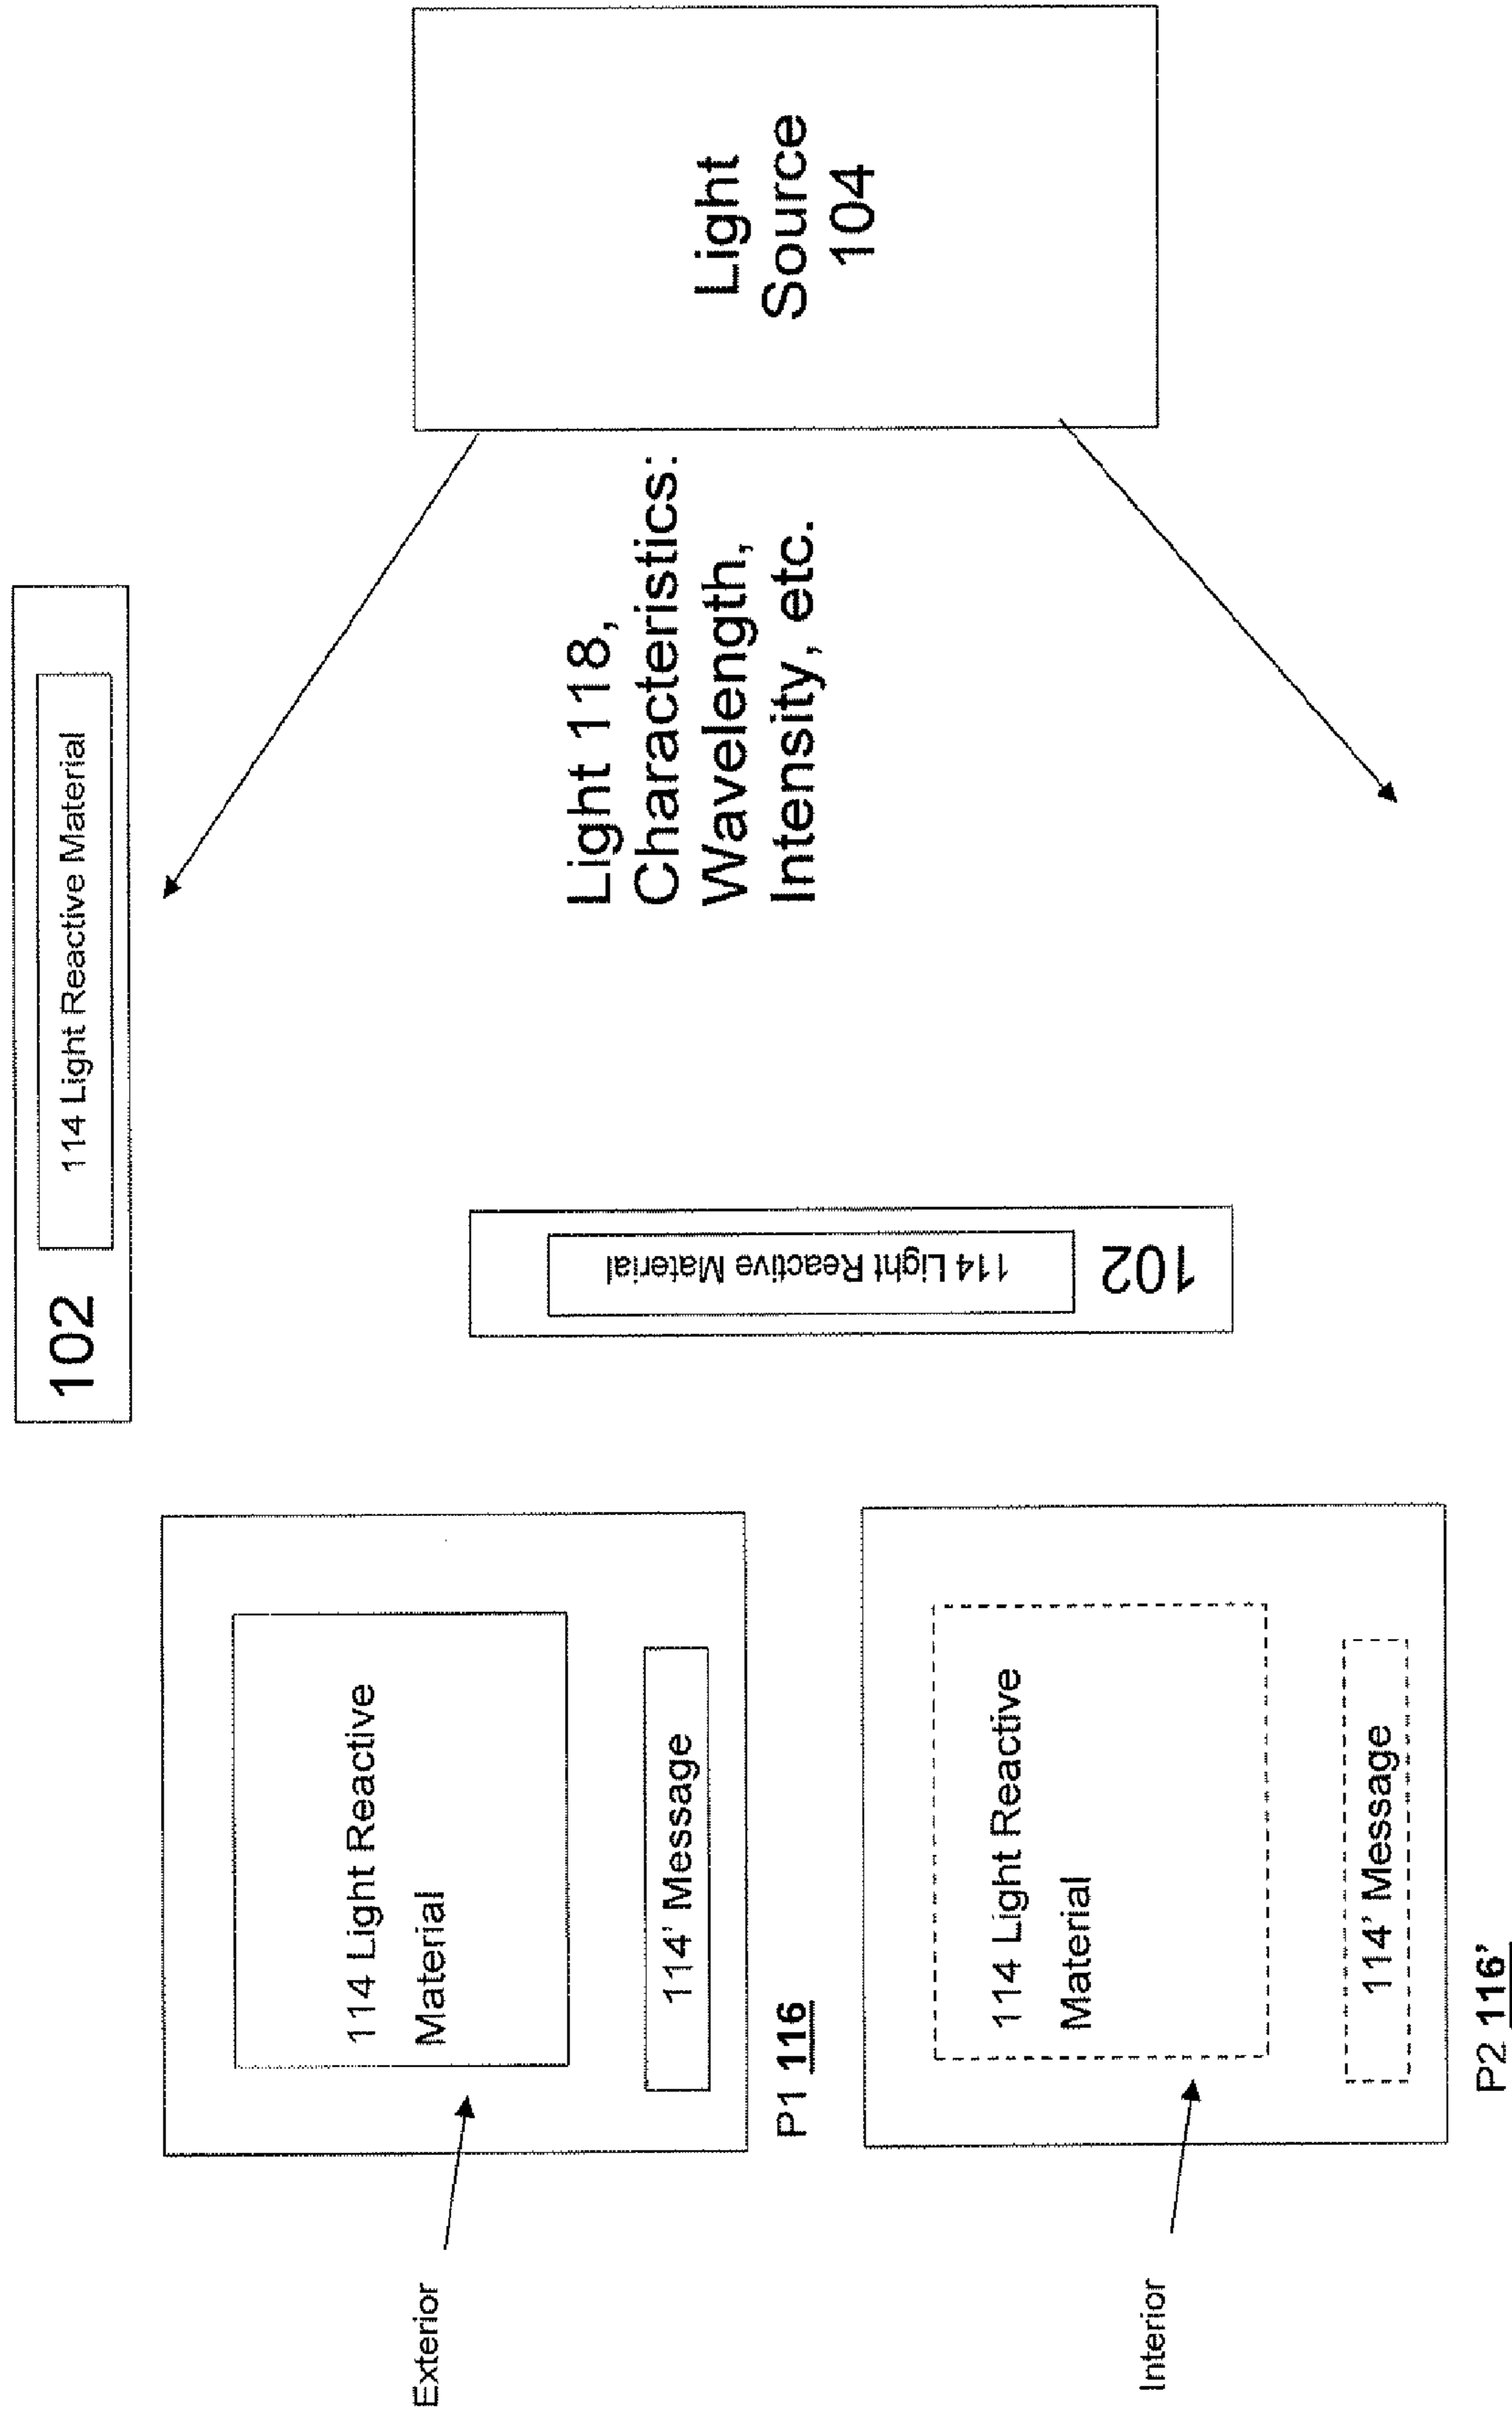 102
114 Light Reactive Material
Exterior
114 Light Reactive
Material
114' Message
P1 116
114 Light Reactive Material
102
Light 118,
Characteristics:
Wavelength,
Intensity, etc.
Light
Source
104
Interior
114 Light Reactive
Material
114' Message
P2 116'